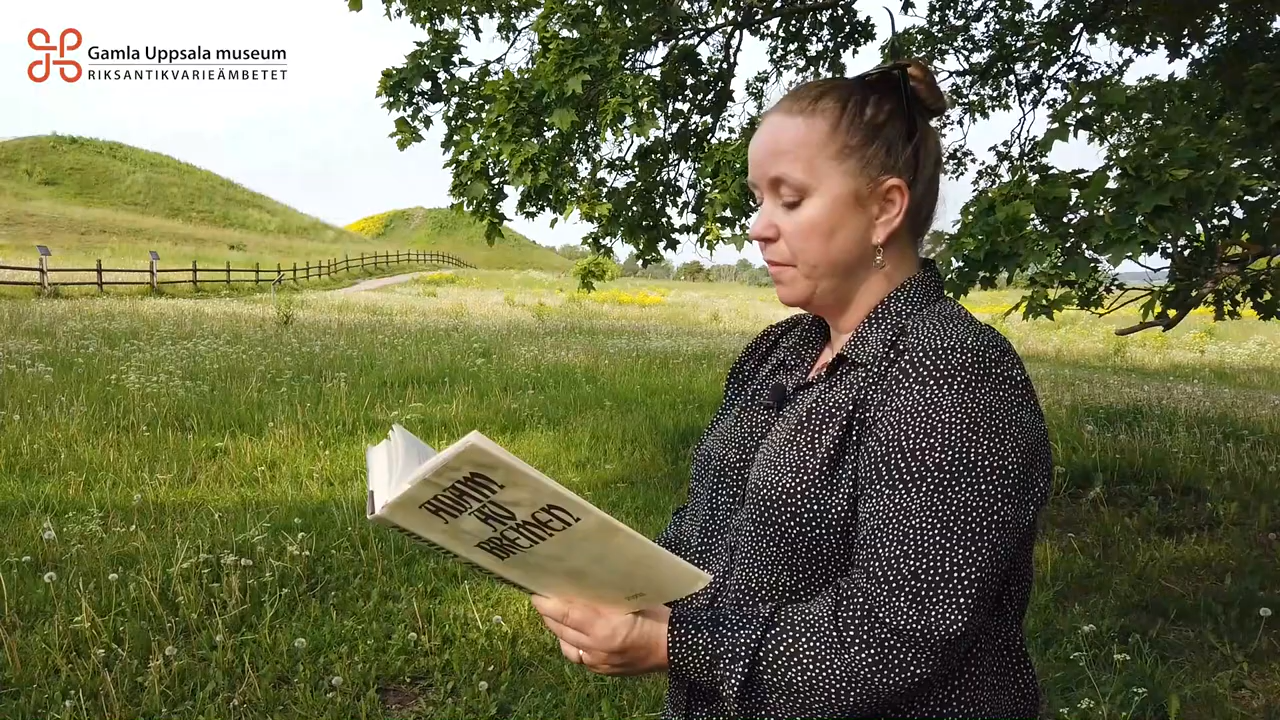 Gamla Uppsala museum
RIKSANTIKVARIEÄMBETET
ADAM
AV
BREMEN